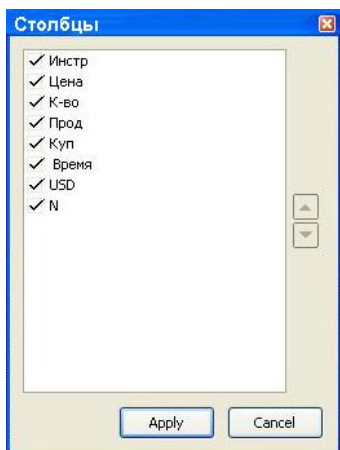 Столбцы
Инстр
Цена
К-во
Прод
Куп
Время
USD
N
Apply Cancel